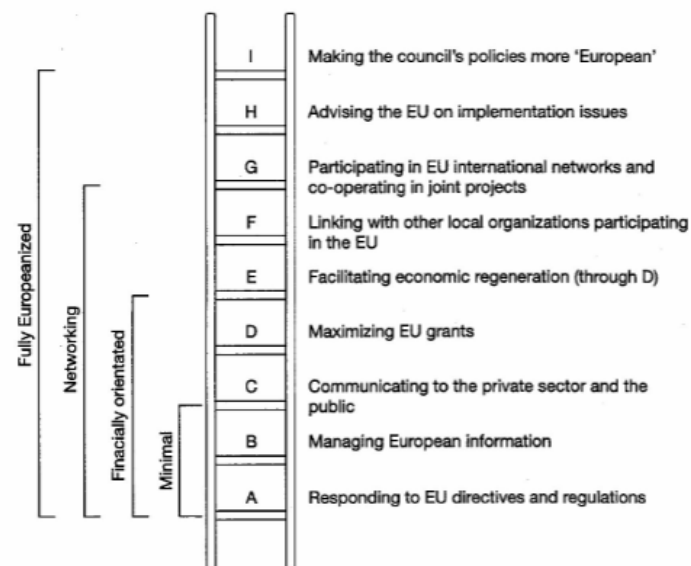 I Making the council's policies more 'European'
H Advising the EU on implementation issues
G Participating in EU international networks and
co-operating in joint projects
F Linking with other local organizations participating
in the EU
E Facilitating economic regeneration (through D)
D Maximizing EU grants
C Communicating to the private sector and the
public
B Managing European information
A Responding to EU directives and regulations
Fully Europeanized
Networking
Finacially orientated
Minimal